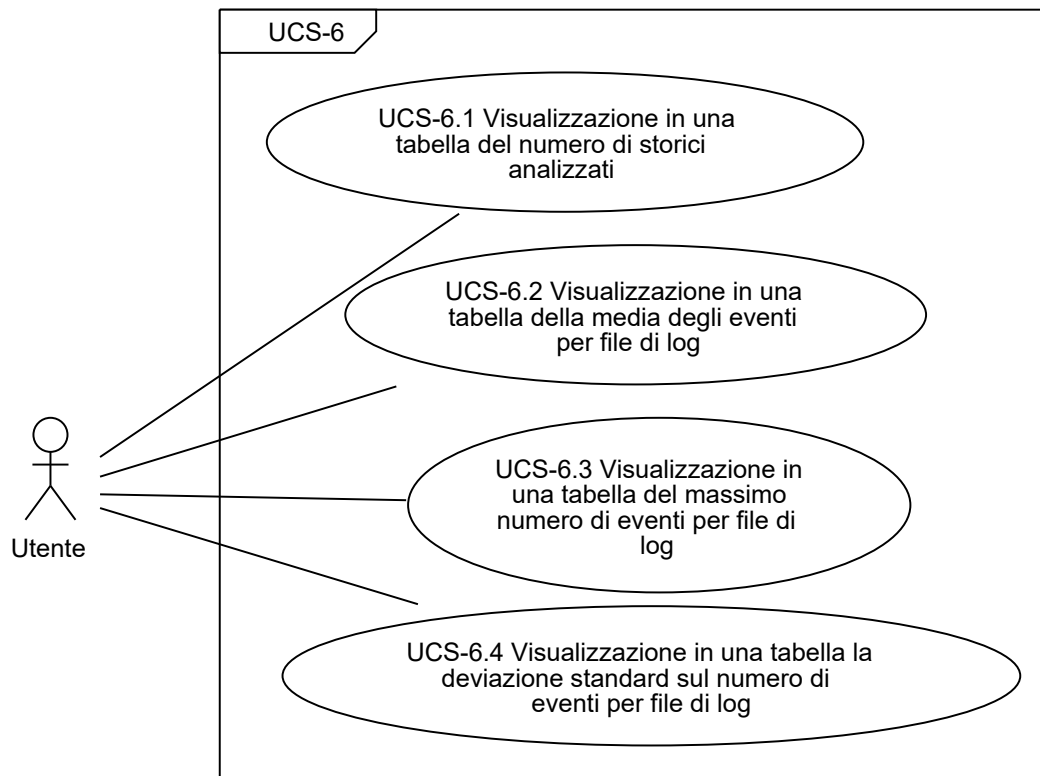 UCS-6
UCS-6.1 Visualizzazione in una
tabella del numero di storici
analizzati
UCS-6.2 Visualizzazione in una
tabella della media degli eventi
per file di log
UCS-6.3 Visualizzazione in
una tabella del massimo
numero di eventi per file di
log
Utente
UCS-6.4 Visualizzazione in una tabella la
deviazione standard sul numero di
eventi per file di log